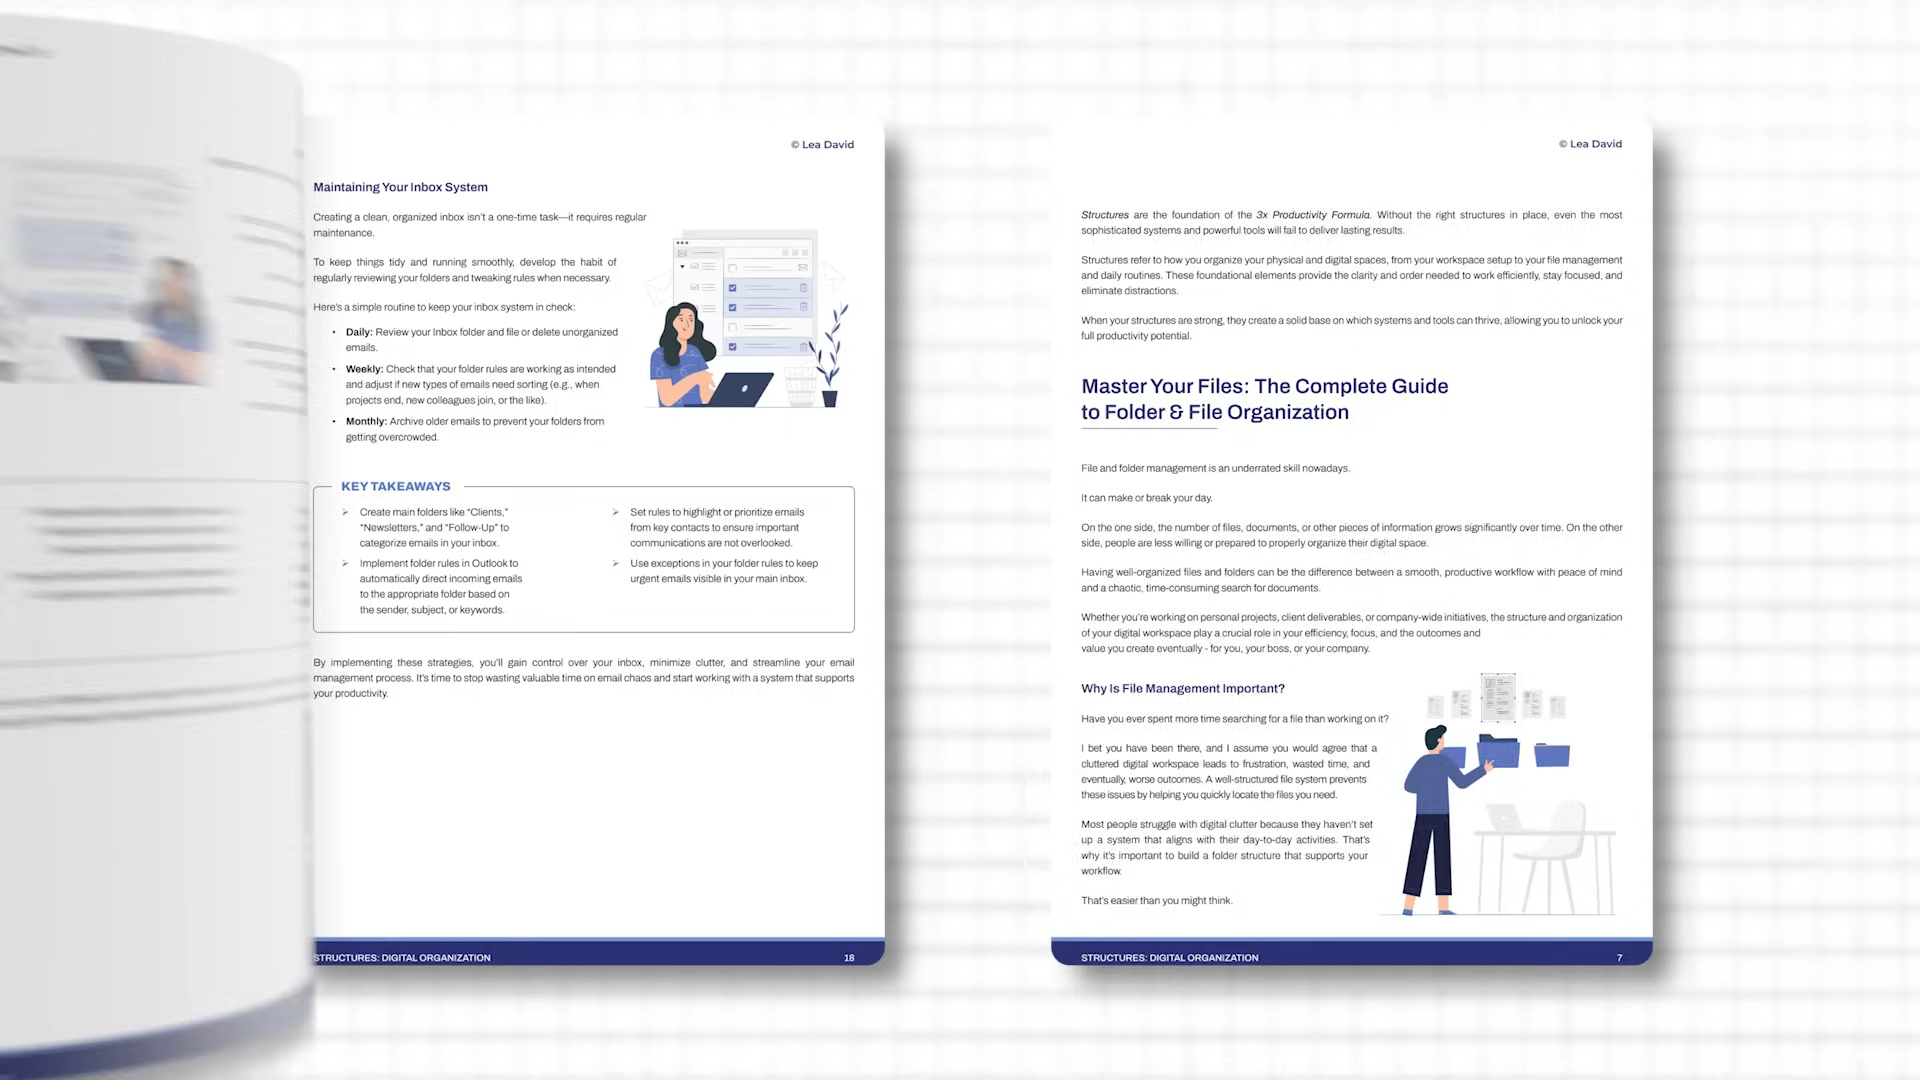 © Lea David
Maintaining Your Inbox System
Creating a clean, organized inbox isn’t a one-time task—it requires regular
maintenance.
To keep things tidy and running smoothly, develop the habit of
regularly reviewing your folders and tweaking rules when necessary.
Here’s a simple routine to keep your inbox system in check:
• Daily: Review your Inbox folder and file or delete unorganized
emails.
• Weekly: Check that your folder rules are working as intended
and adjust if new types of emails need sorting (e.g., when
projects end, new colleagues join, or the like).
• Monthly: Archive older emails to prevent your folders from
getting overcrowded.
KEY TAKEAWAYS
Create main folders like “Clients,”
“Newsletters,” and “Follow-Up” to
categorize emails in your inbox.
Implement folder rules in Outlook to
automatically direct incoming emails
to the appropriate folder based on
the sender, subject, or keywords.
Set rules to highlight or prioritize emails
from key contacts to ensure important
communications are not overlooked.
Use exceptions in your folder rules to keep
urgent emails visible in your main inbox.
By implementing these strategies, you’ll gain control over your inbox, minimize clutter, and streamline your email
management process. It’s time to stop wasting valuable time on email chaos and start working with a system that supports
your productivity.
STRUCTURES: DIGITAL ORGANIZATION
18
© Lea David
Structures are the foundation of the 3x Productivity Formula. Without the right structures in place, even the most
sophisticated systems and powerful tools will fail to deliver lasting results.
Structures refer to how you organize your physical and digital spaces, from your workspace setup to your file management
and daily routines. These foundational elements provide the clarity and order needed to work efficiently, stay focused, and
eliminate distractions.
When your structures are strong, they create a solid base on which systems and tools can thrive, allowing you to unlock your
full productivity potential.
Master Your Files: The Complete Guide
to Folder & File Organization
File and folder management is an underrated skill nowadays.
It can make or break your day.
On the one side, the number of files, documents, or other pieces of information grows significantly over time. On the other
side, people are less willing or prepared to properly organize their digital space.
Having well-organized files and folders can be the difference between a smooth, productive workflow with peace of mind
and a chaotic, time-consuming search for documents.
Whether you’re working on personal projects, client deliverables, or company-wide initiatives, the structure and organization
of your digital workspace play a crucial role in your efficiency, focus, and the outcomes and
value you create eventually - for you, your boss, or your company.
Why Is File Management Important?
Have you ever spent more time searching for a file than working on it?
I bet you have been there, and I assume you would agree that a
cluttered digital workspace leads to frustration, wasted time, and
eventually, worse outcomes. A well-structured file system prevents
these issues by helping you quickly locate the files you need.
Most people struggle with digital clutter because they haven’t set
up a system that aligns with their day-to-day activities. That’s
why it’s important to build a folder structure that supports your
workflow.
That’s easier than you might think.
STRUCTURES: DIGITAL ORGANIZATION
7